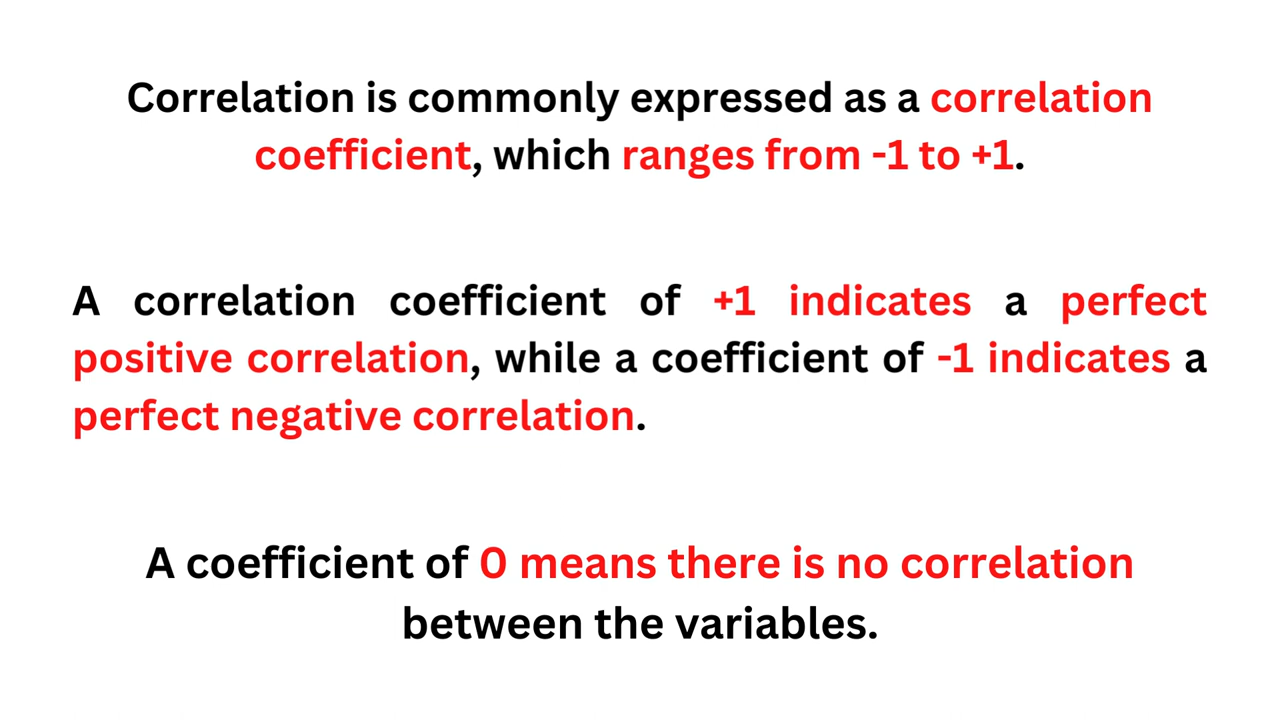 Correlation is commonly expressed as a correlation
coefficient, which ranges from -1 to +1.
A correlation coefficient of +1 indicates a perfect
positive correlation, while a coefficient of -1 indicates a
perfect negative correlation.
A coefficient of 0 means there is no correlation
between the variables.